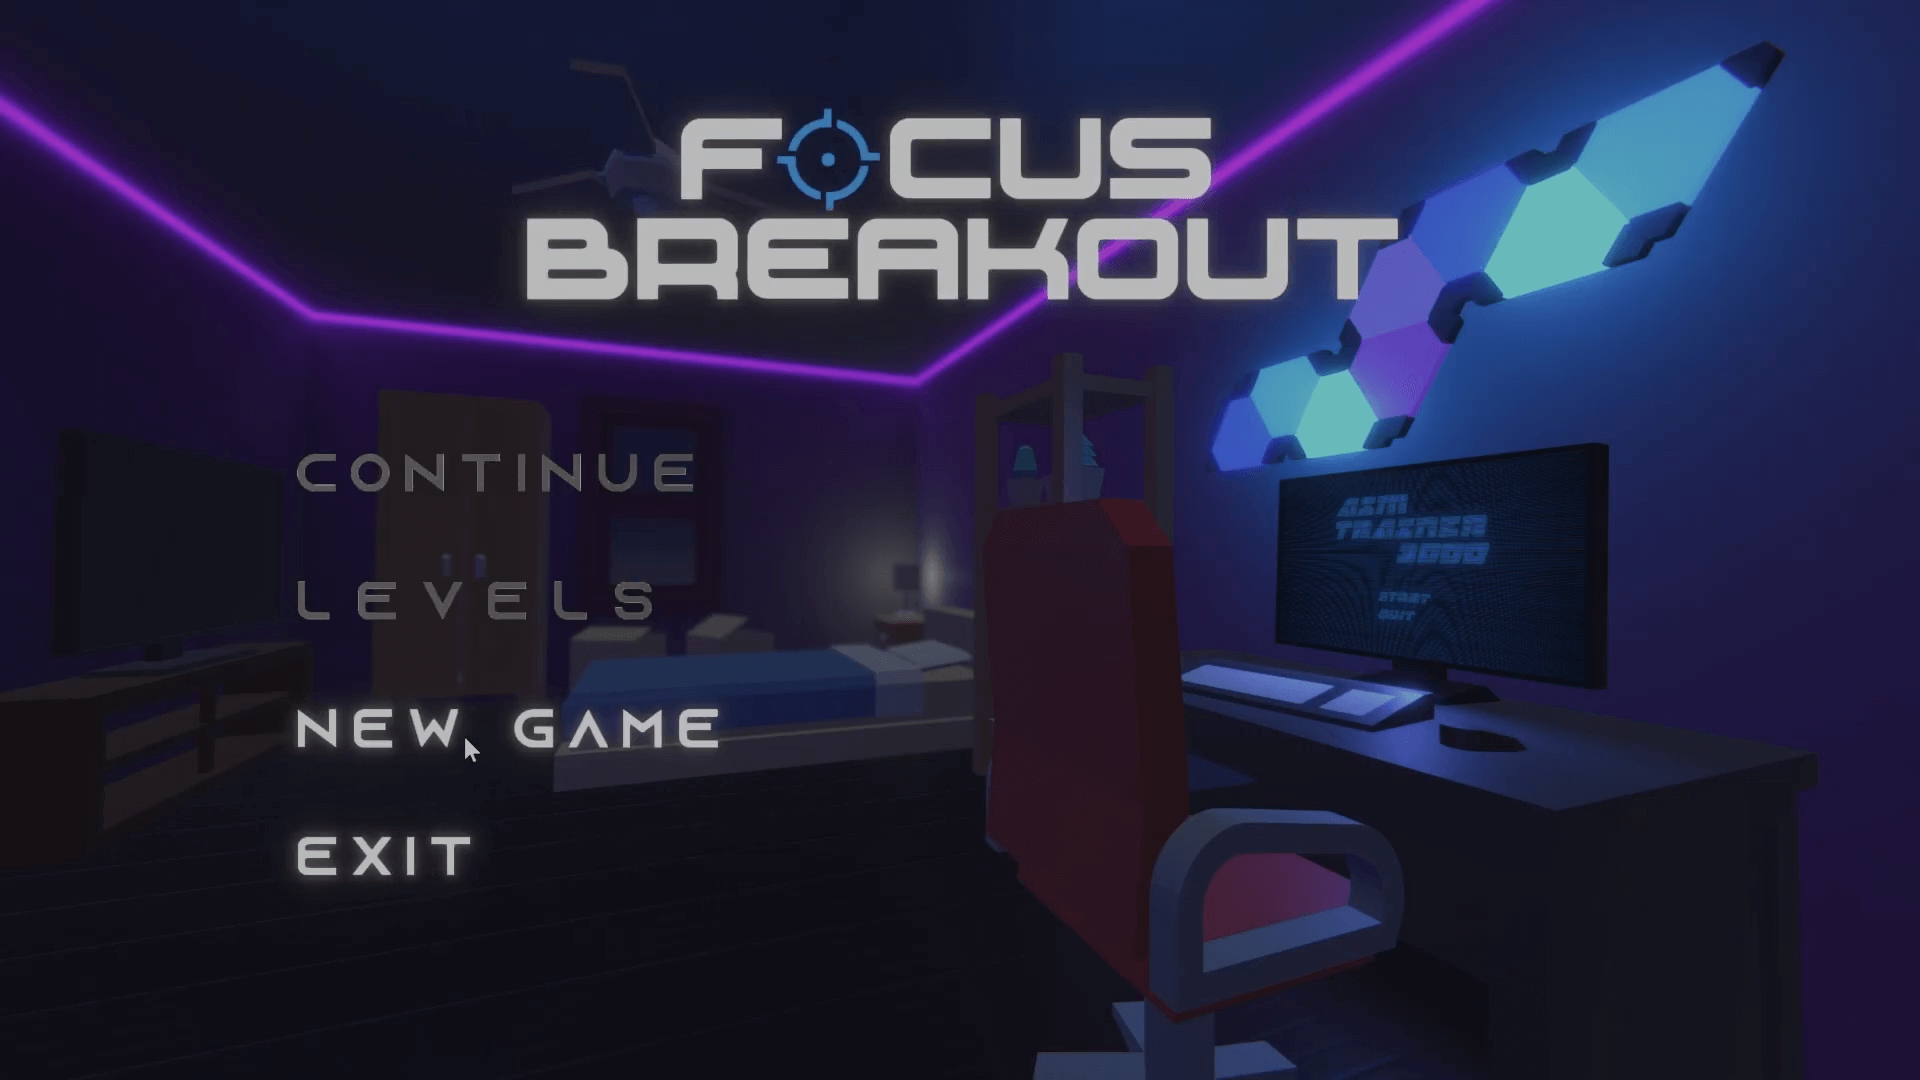 FOCUS
BREAKOUT
CONTINUE
LEVELS
NEW GAME
EXIT
AIM
TRAINER
3000
START
QUIT